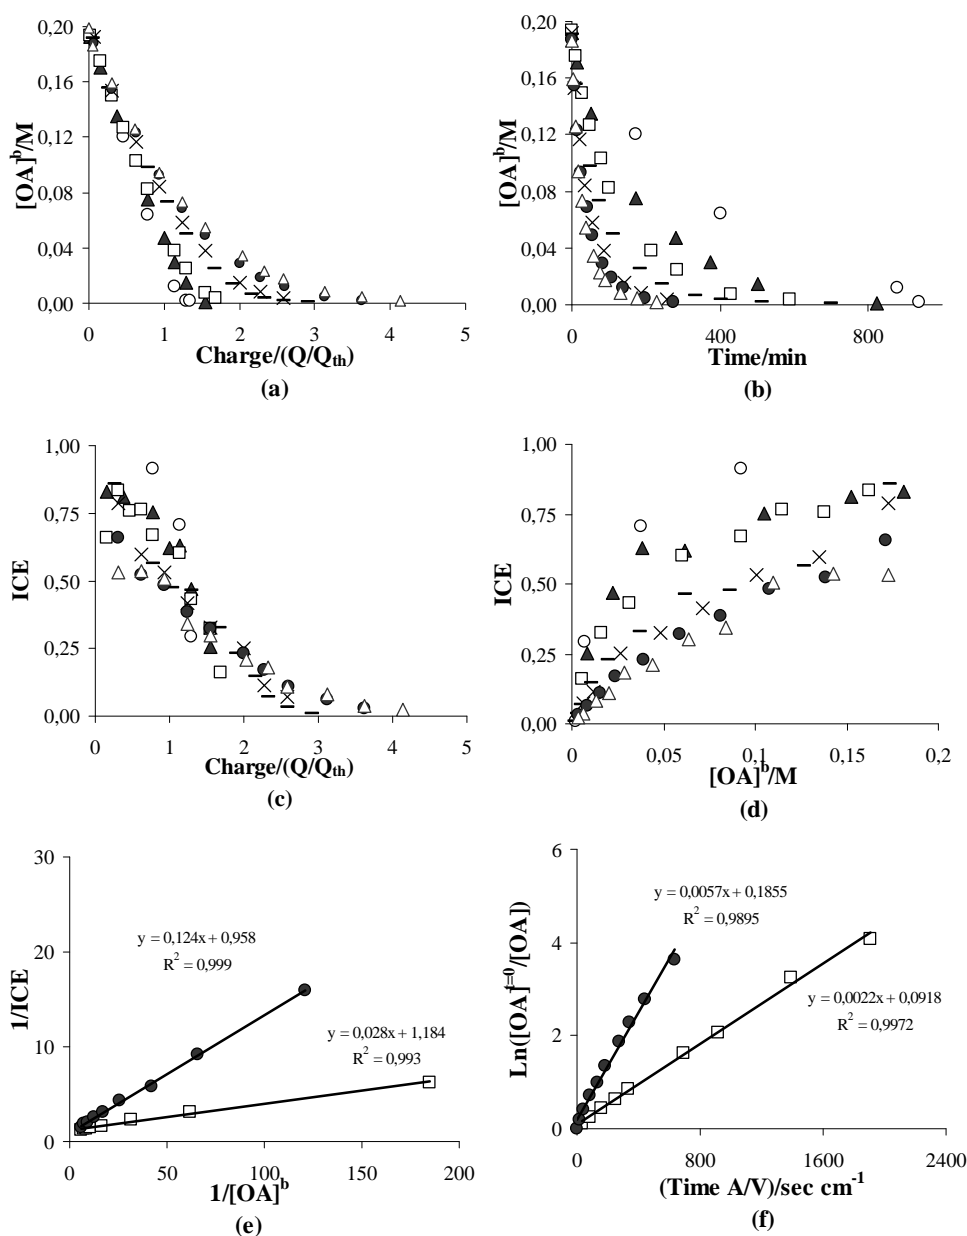 0,20
0,16
0,12
0,08
0,04
0,00
[OA]ᵇ/M
0 1 2 3 4 5
Charge/(Q/Qth)
(a)
0,20
0,16
0,12
0,08
0,04
0,00
[OA]ᵇ/M
0 400 800
Time/min
(b)
1,00
0,75
0,50
0,25
0,00
ICE
0 1 2 3 4 5
Charge/(Q/Qth)
(c)
1,00
0,75
0,50
0,25
0,00
ICE
0 0,05 0,1 0,15 0,2
[OA]ᵇ/M
(d)
30
20
10
0
1/ICE
y = 0,124x + 0,958
R² = 0,999
y = 0,028x + 1,184
R² = 0,993
0 50 100 150 200
1/[OA]ᵇ
(e)
6
4
2
0
Ln([OA]ᵗ⁼⁰/[OA])
y = 0,0057x + 0,1855
R² = 0,9895
y = 0,0022x + 0,0918
R² = 0,9972
0 800 1600 2400
(Time A/V)/sec cm⁻¹
(f)